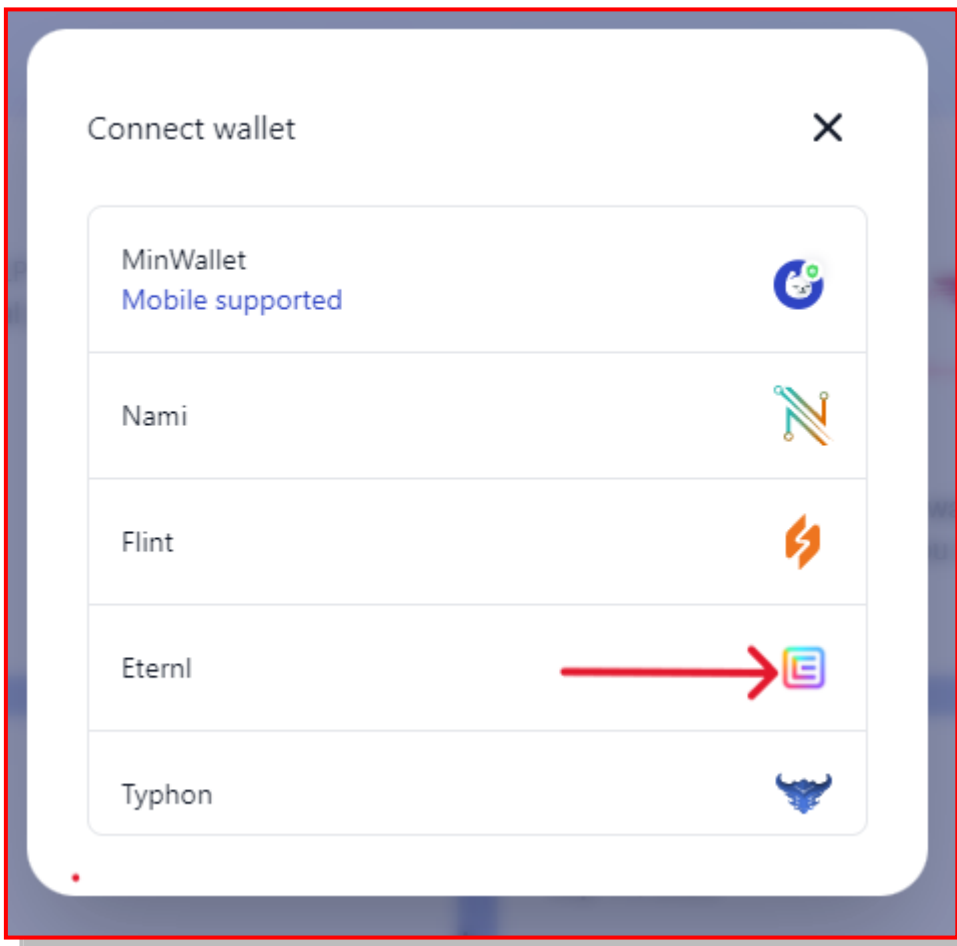 Connect wallet
MinWallet
Mobile supported
Nami
Flint
Eternl
Typhon